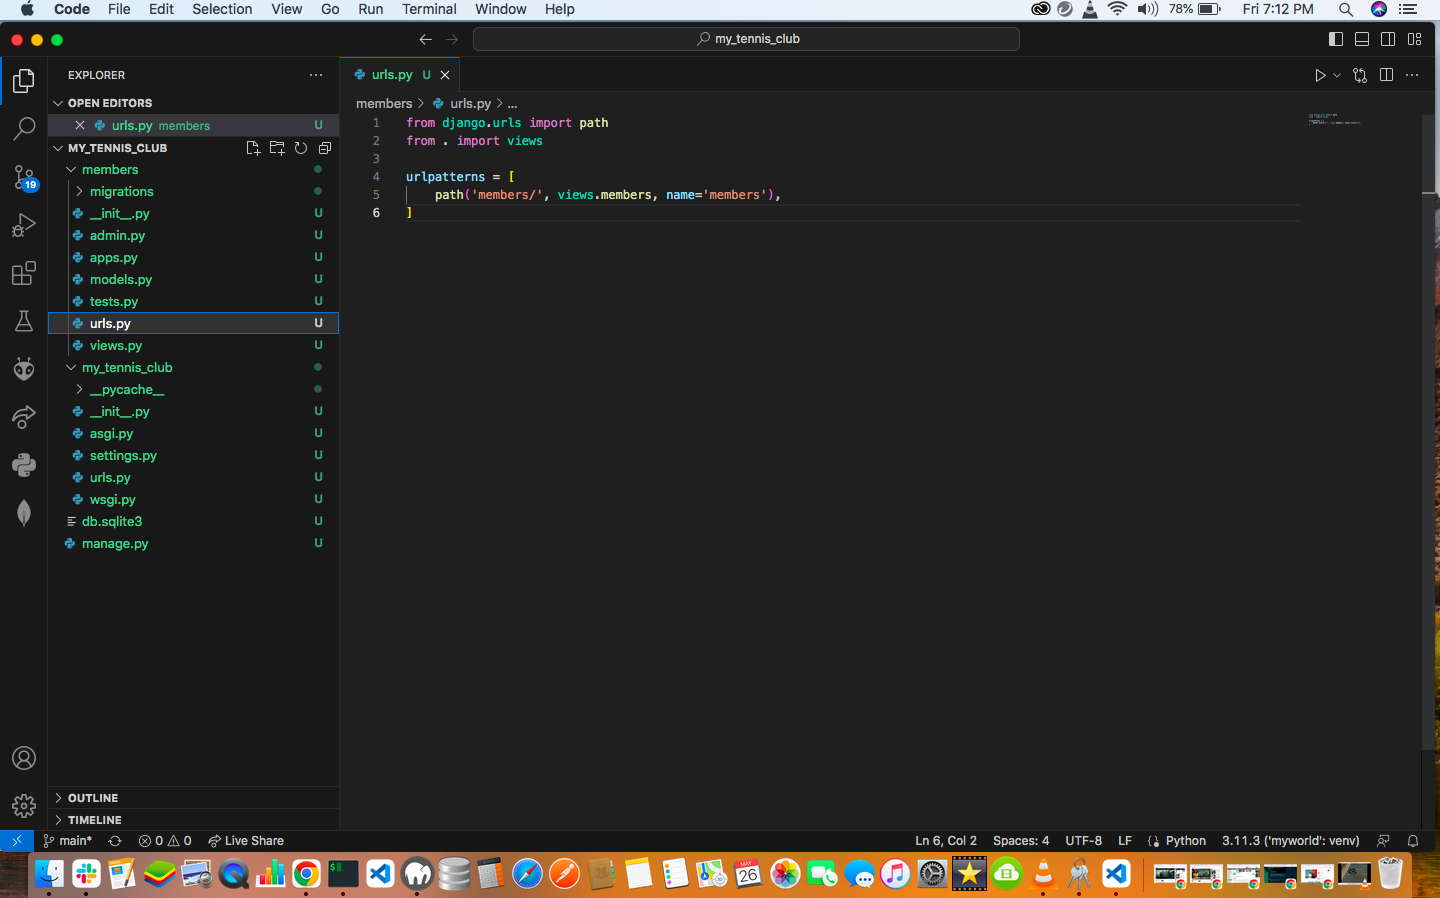 Code File Edit Selection View Go Run Terminal Window Help 78% Fri 7:12 PM
my_tennis_club
EXPLORER
urls.py U
OPEN EDITORS
members urls.py ...
urls.py members U
MY_TENNIS_CLUB
members
migrations
__init__.py U
admin.py U
apps.py U
models.py U
tests.py U
urls.py U
views.py U
my_tennis_club
__pycache__
__init__.py U
asgi.py U
settings.py U
urls.py U
wsgi.py U
db.sqlite3 U
manage.py U
19
1 from django.urls import path
2 from . import views
3
4 urlpatterns = [
5 path('members/', views.members, name='members'),
6 ]
OUTLINE
TIMELINE
main* 0 0 Live Share Ln 6, Col 2 Spaces: 4 UTF-8 LF Python 3.11.3 ('myworld': venv)
MAY
26